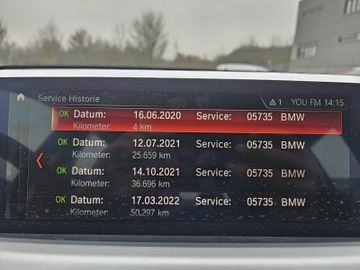 Service Historie
1 YOU FM 14:15
OK Datum: 16.06.2020 Service: 05735 BMW
Kilometer: 4 km
OK Datum: 12.07.2021 Service: 05735 BMW
Kilometer: 25.659 km
OK Datum: 14.10.2021 Service: 05735 BMW
Kilometer: 36.696 km
OK Datum: 17.03.2022 Service: 05735 BMW
Kilometer: 50.297 km